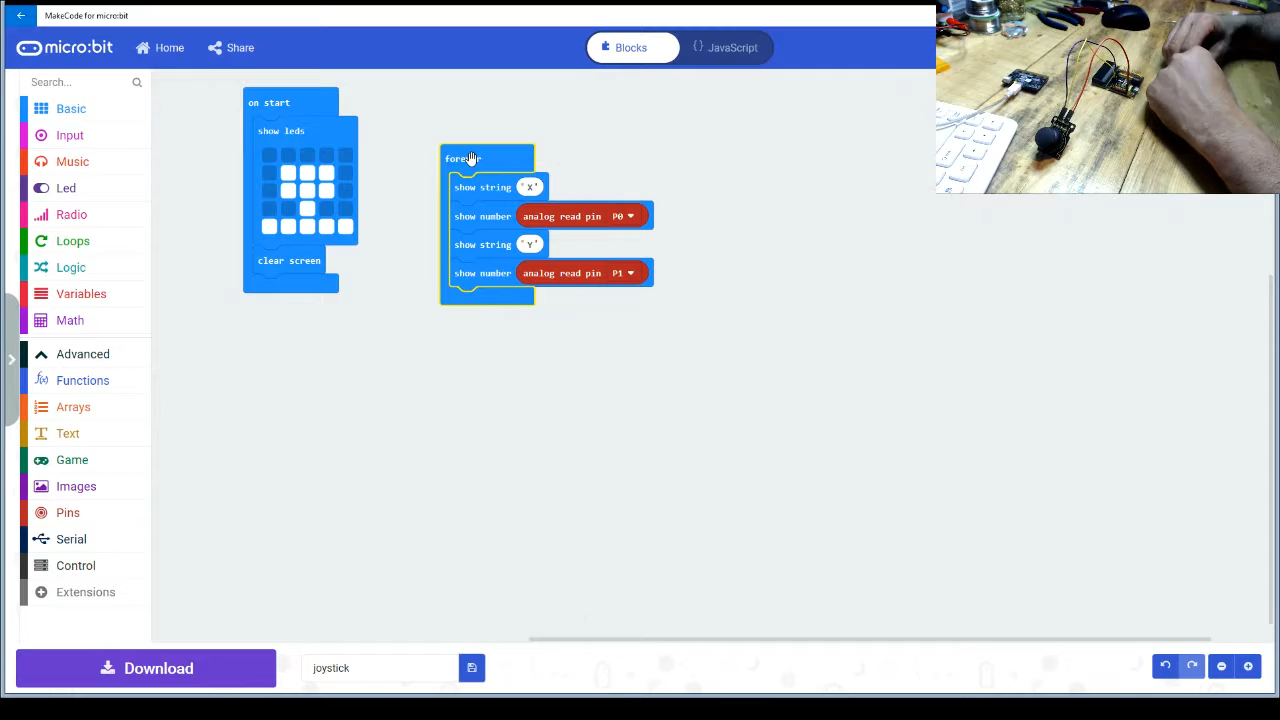 MakeCode for micro:bit
micro:bit
Home
Share
Blocks
{} JavaScript
Search...
Basic
Input
Music
Led
Radio
Loops
Logic
Variables
Math
Advanced
Functions
Arrays
Text
Game
Images
Pins
Serial
Control
Extensions
on start
show leds
clear screen
forever
show string "X"
show number analog read pin P0
show string "Y"
show number analog read pin P1
Download
joystick